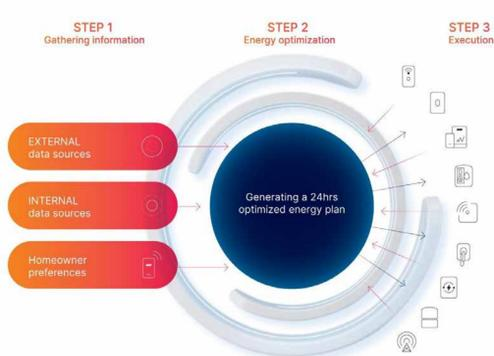 STEP 1
Gathering information
STEP 2
Energy optimization
STEP 3
Execution
EXTERNAL
data sources
INTERNAL
data sources
Homeowner
preferences
Generating a 24hrs
optimized energy plan